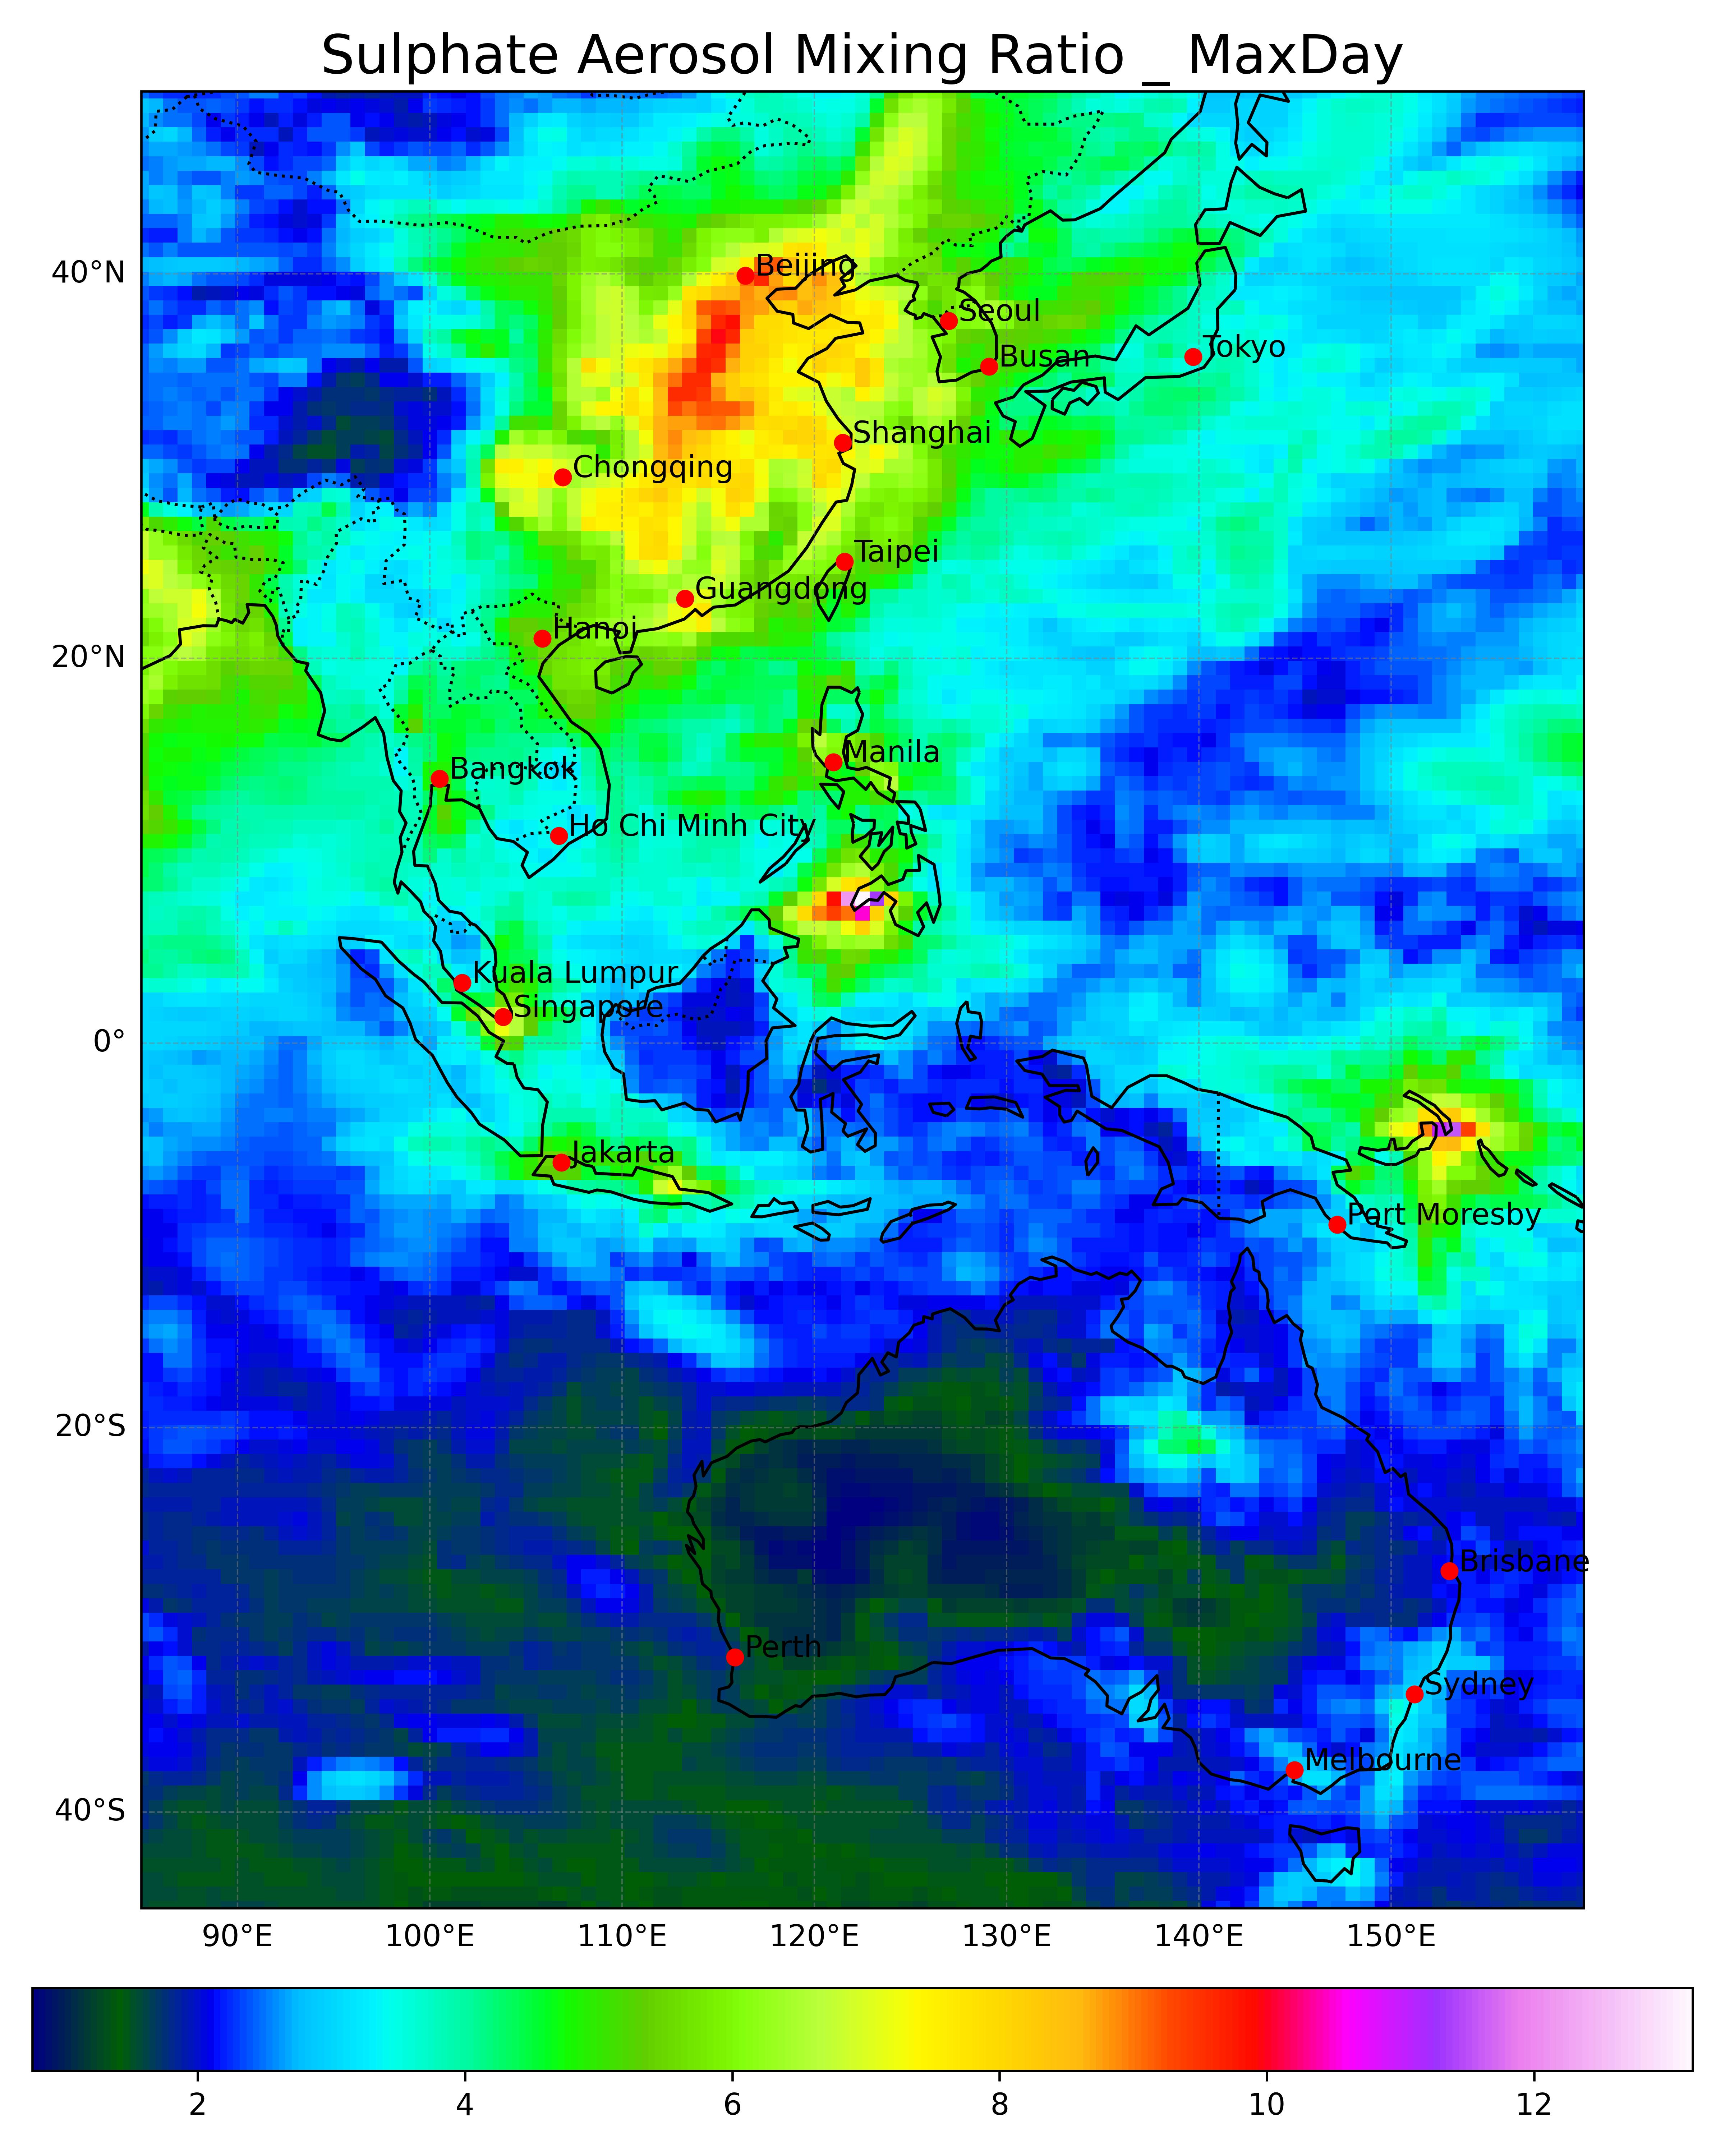 Sulphate Aerosol Mixing Ratio _ MaxDay
40°N
20°N
0°
20°S
40°S
Beijing
Seoul
Busan
Tokyo
Shanghai
Chongqing
Taipei
Guangdong
Hanoi
Manila
Bangkok
Ho Chi Minh City
Kuala Lumpur
Singapore
Jakarta
Port Moresby
Brisbane
Perth
Sydney
Melbourne
90°E 100°E 110°E 120°E 130°E 140°E 150°E
2 4 6 8 10 12